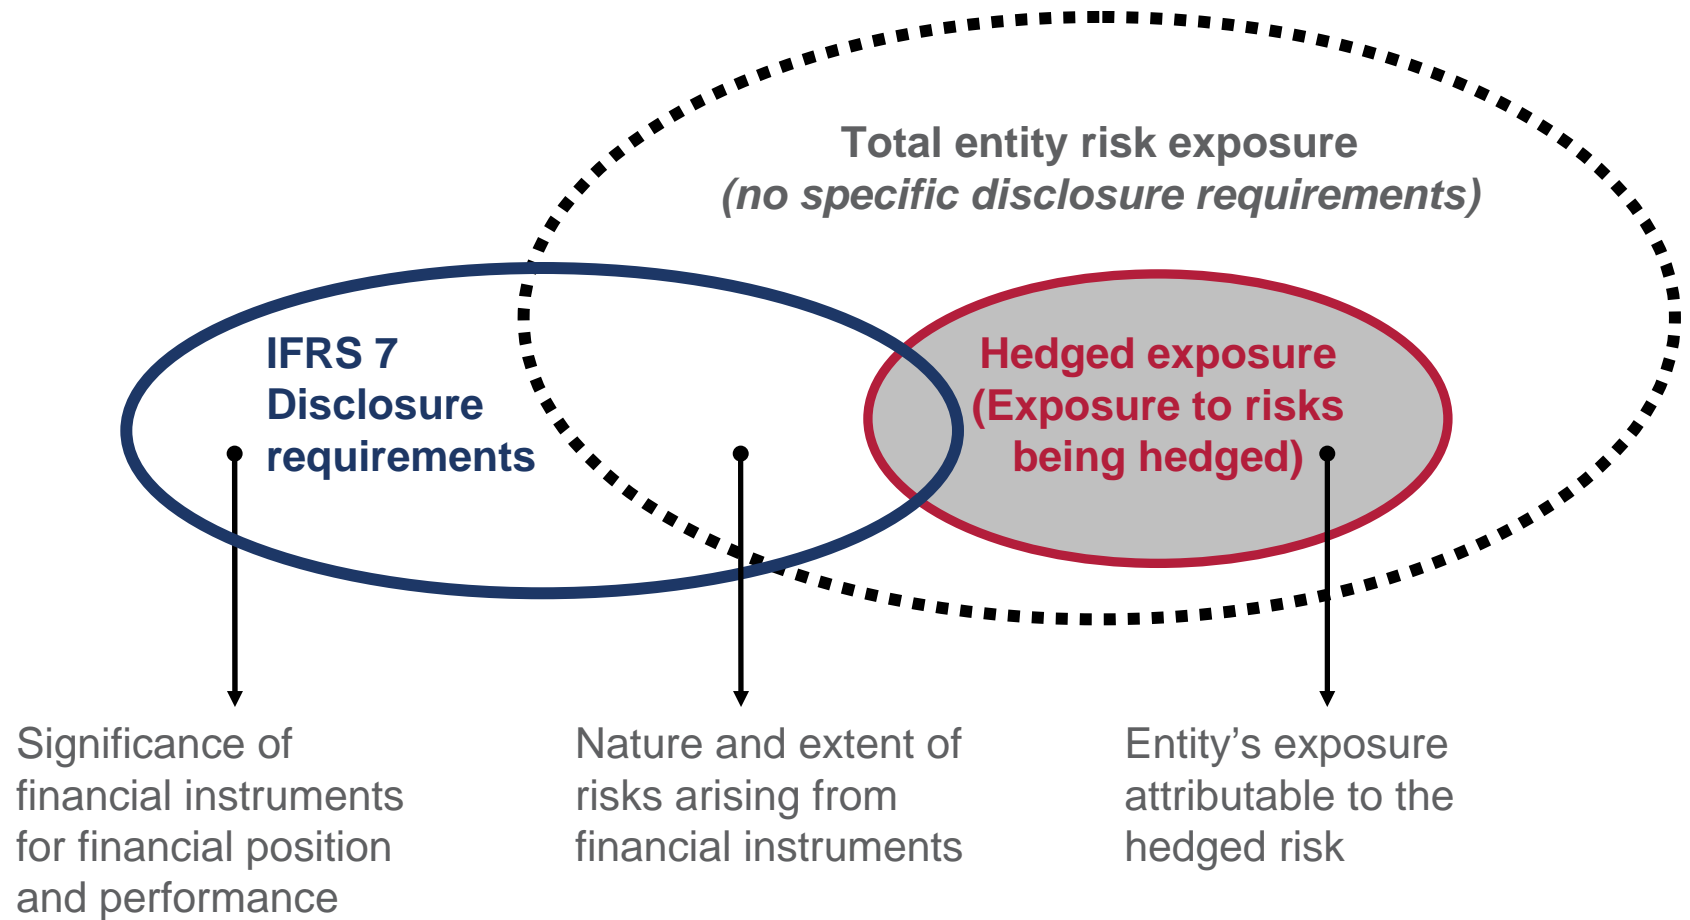 Total entity risk exposure
(no specific disclosure requirements)
IFRS 7
Disclosure
requirements
Hedged exposure
(Exposure to risks
being hedged)
Significance of
financial instruments
for financial position
and performance
Nature and extent of
risks arising from
financial instruments
Entity’s exposure
attributable to the
hedged risk